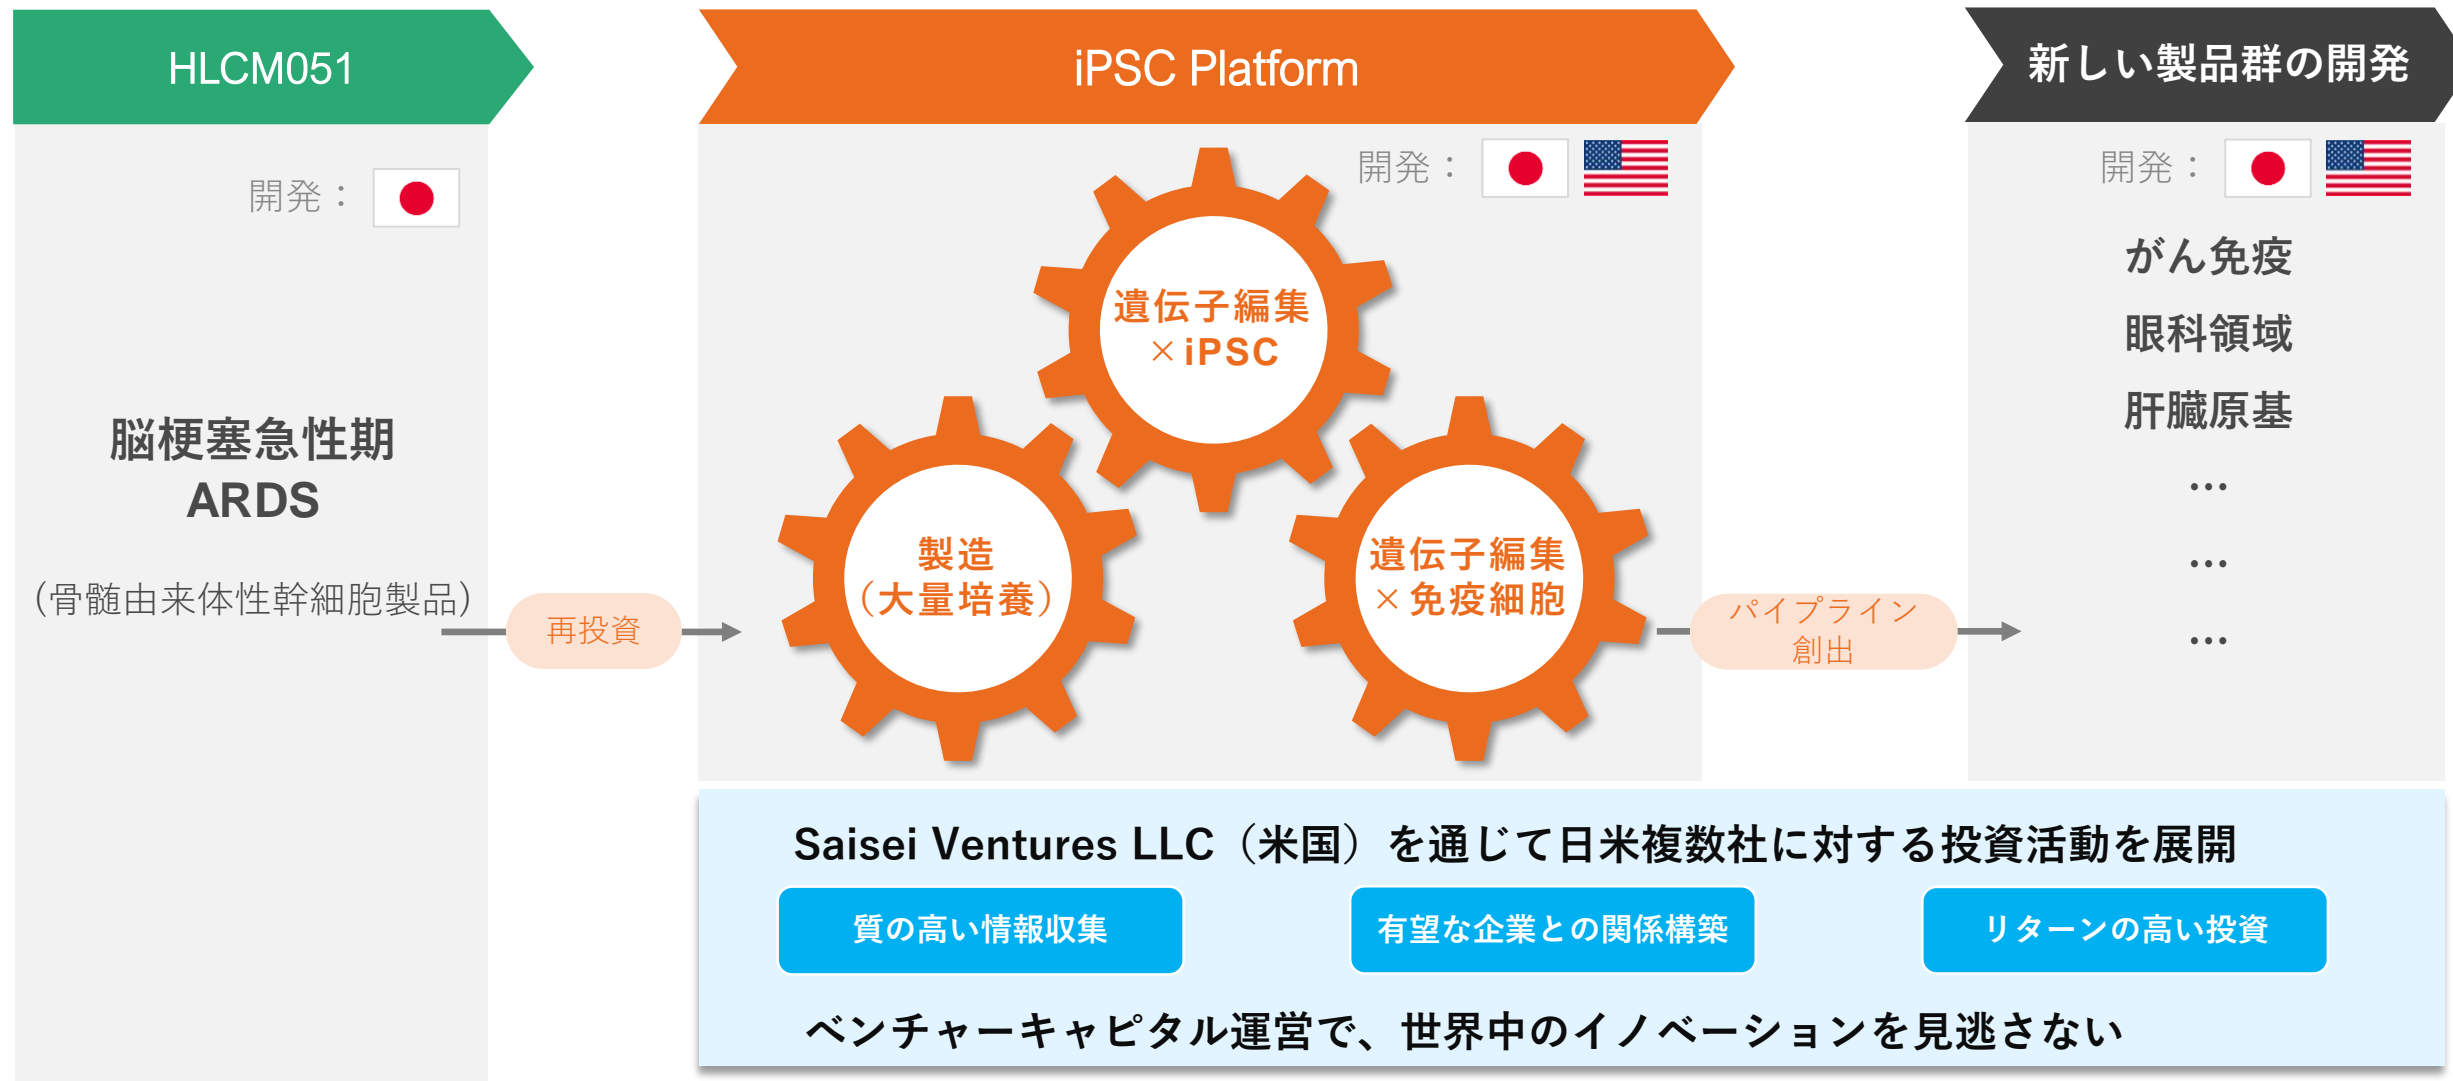 HLCM051
開発：
脳梗塞急性期
ARDS
（骨髄由来体性幹細胞製品）
再投資
iPSC Platform
開発：
遺伝子編集
×iPSC
製造
（大量培養）
遺伝子編集
×免疫細胞
パイプライン
創出
新しい製品群の開発
開発：
がん免疫
眼科領域
肝臓原基
…
…
…
Saisei Ventures LLC（米国）を通じて日米複数社に対する投資活動を展開
質の高い情報収集
有望な企業との関係構築
リターンの高い投資
ベンチャーキャピタル運営で、世界中のイノベーションを見逃さない